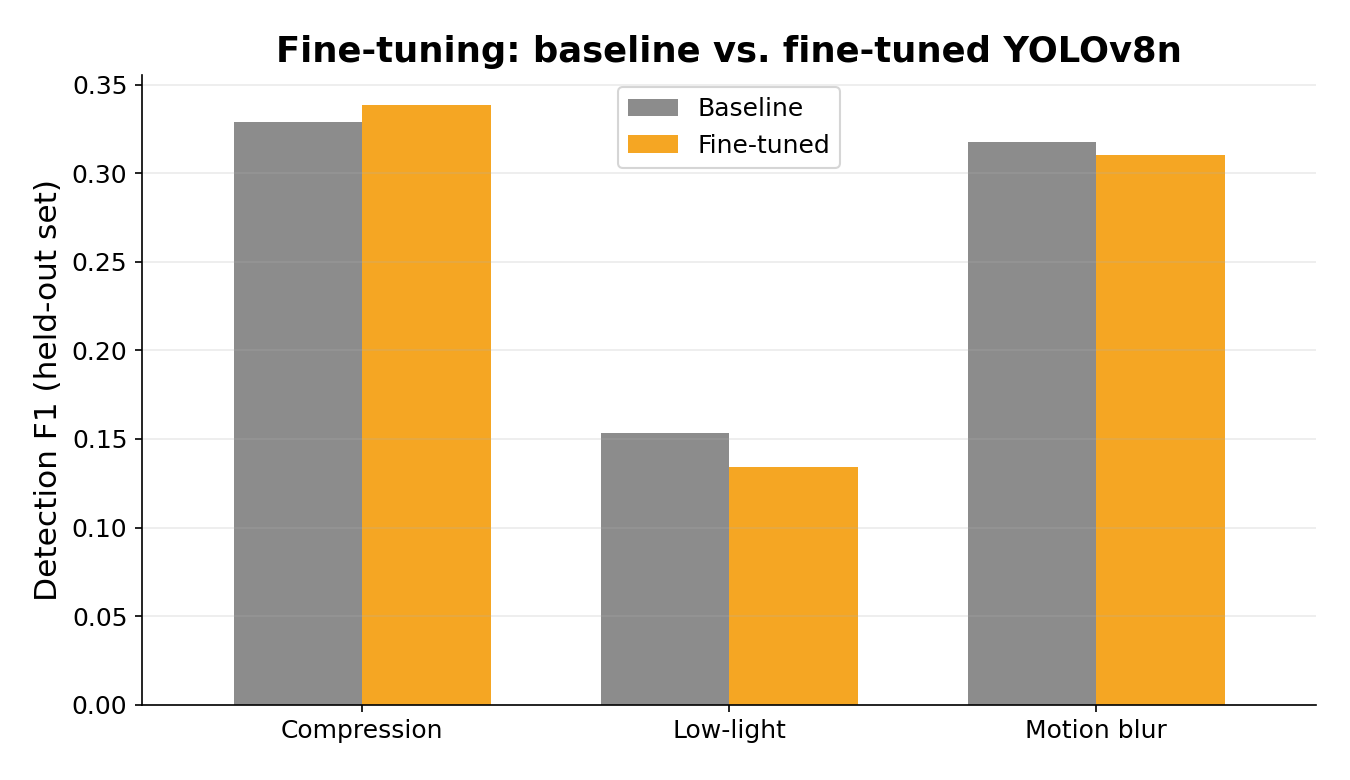 Fine-tuning: baseline vs. fine-tuned YOLOv8n
Baseline
Fine-tuned
Detection F1 (held-out set)
0.35
0.30
0.25
0.20
0.15
0.10
0.05
0.00
Compression
Low-light
Motion blur